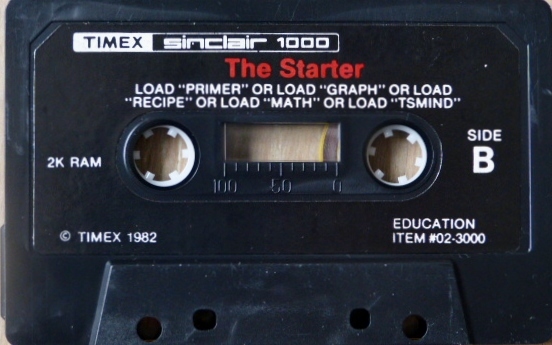 TIMEX sinclair 1000
The Starter
LOAD "PRIMER" OR LOAD "GRAPH" OR LOAD
"RECIPE" OR LOAD "MATH" OR LOAD "TSMIND"
2K RAM
SIDE
B
100 50 0
© TIMEX 1982
EDUCATION
ITEM #02-3000